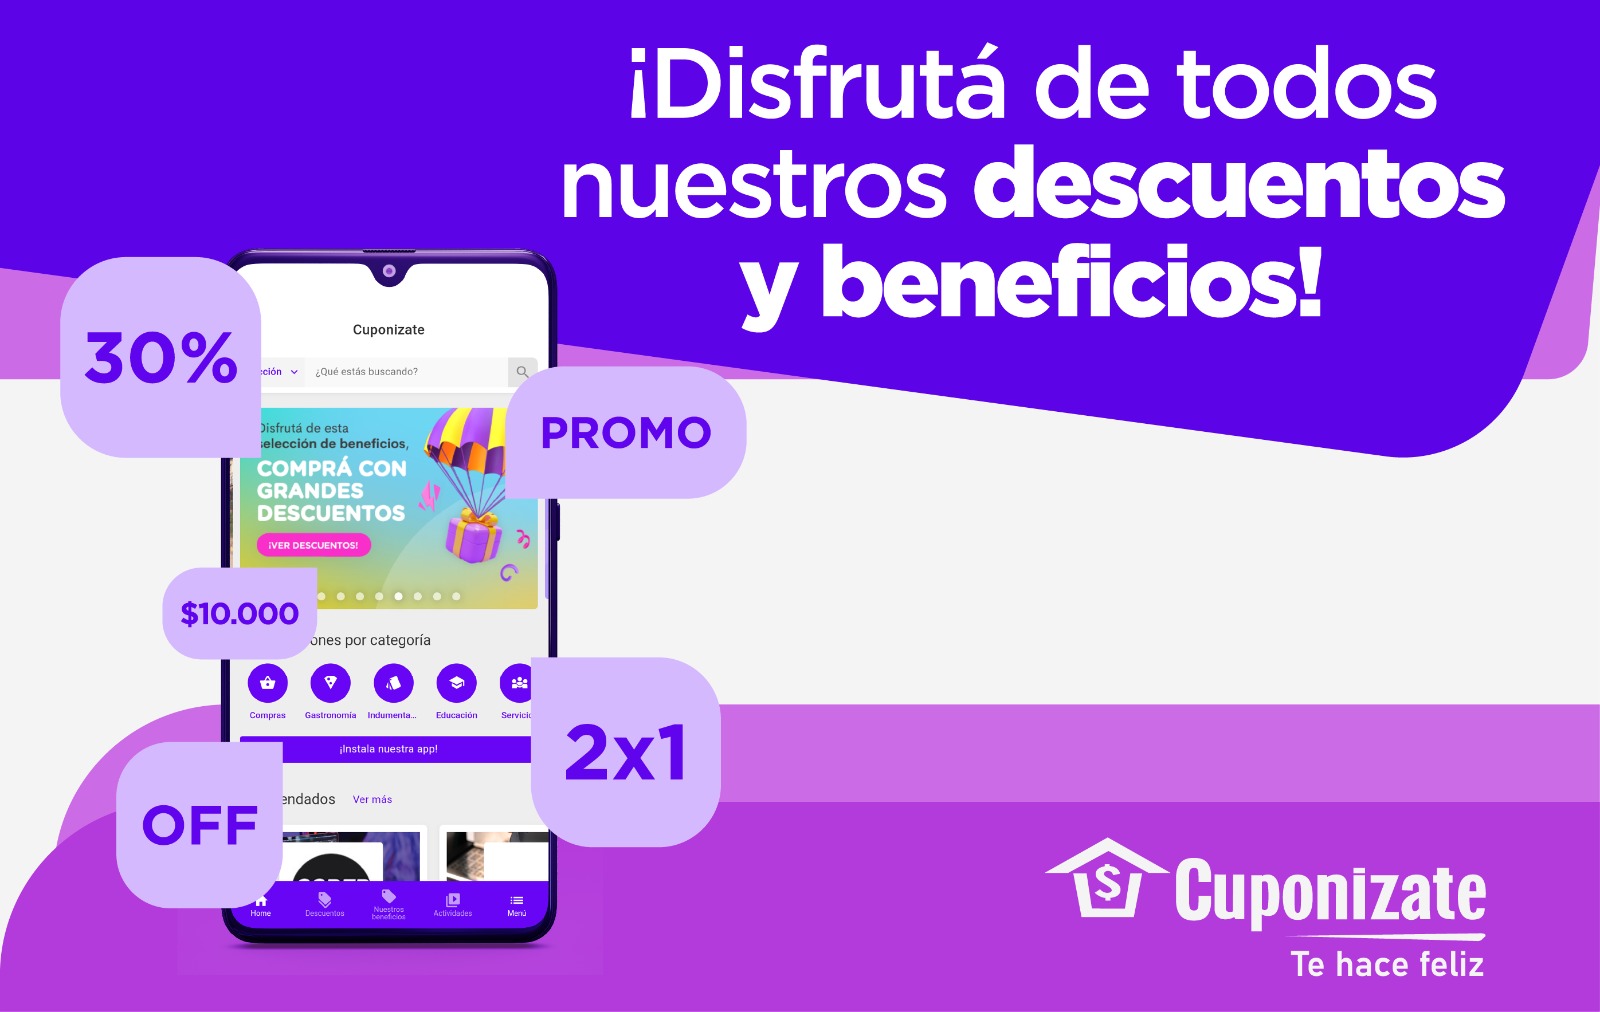 ¡Disfrutá de todos
nuestros descuentos
y beneficios!
30%
Cuponizate
¿Qué estás buscando?
PROMO
Disfrutá de esta
selección de beneficios,
COMPRÁ CON
GRANDES
DESCUENTOS
¡VER DESCUENTOS!
$10.000
por categoría
Compras
Gastronomía
Indumenta...
Educación
Servicio
¡Instala nuestra app!
2x1
Ver más
OFF
Home
Descuentos
Nuestros
beneficios
Actividades
Menú
$
Cuponizate
Te hace feliz